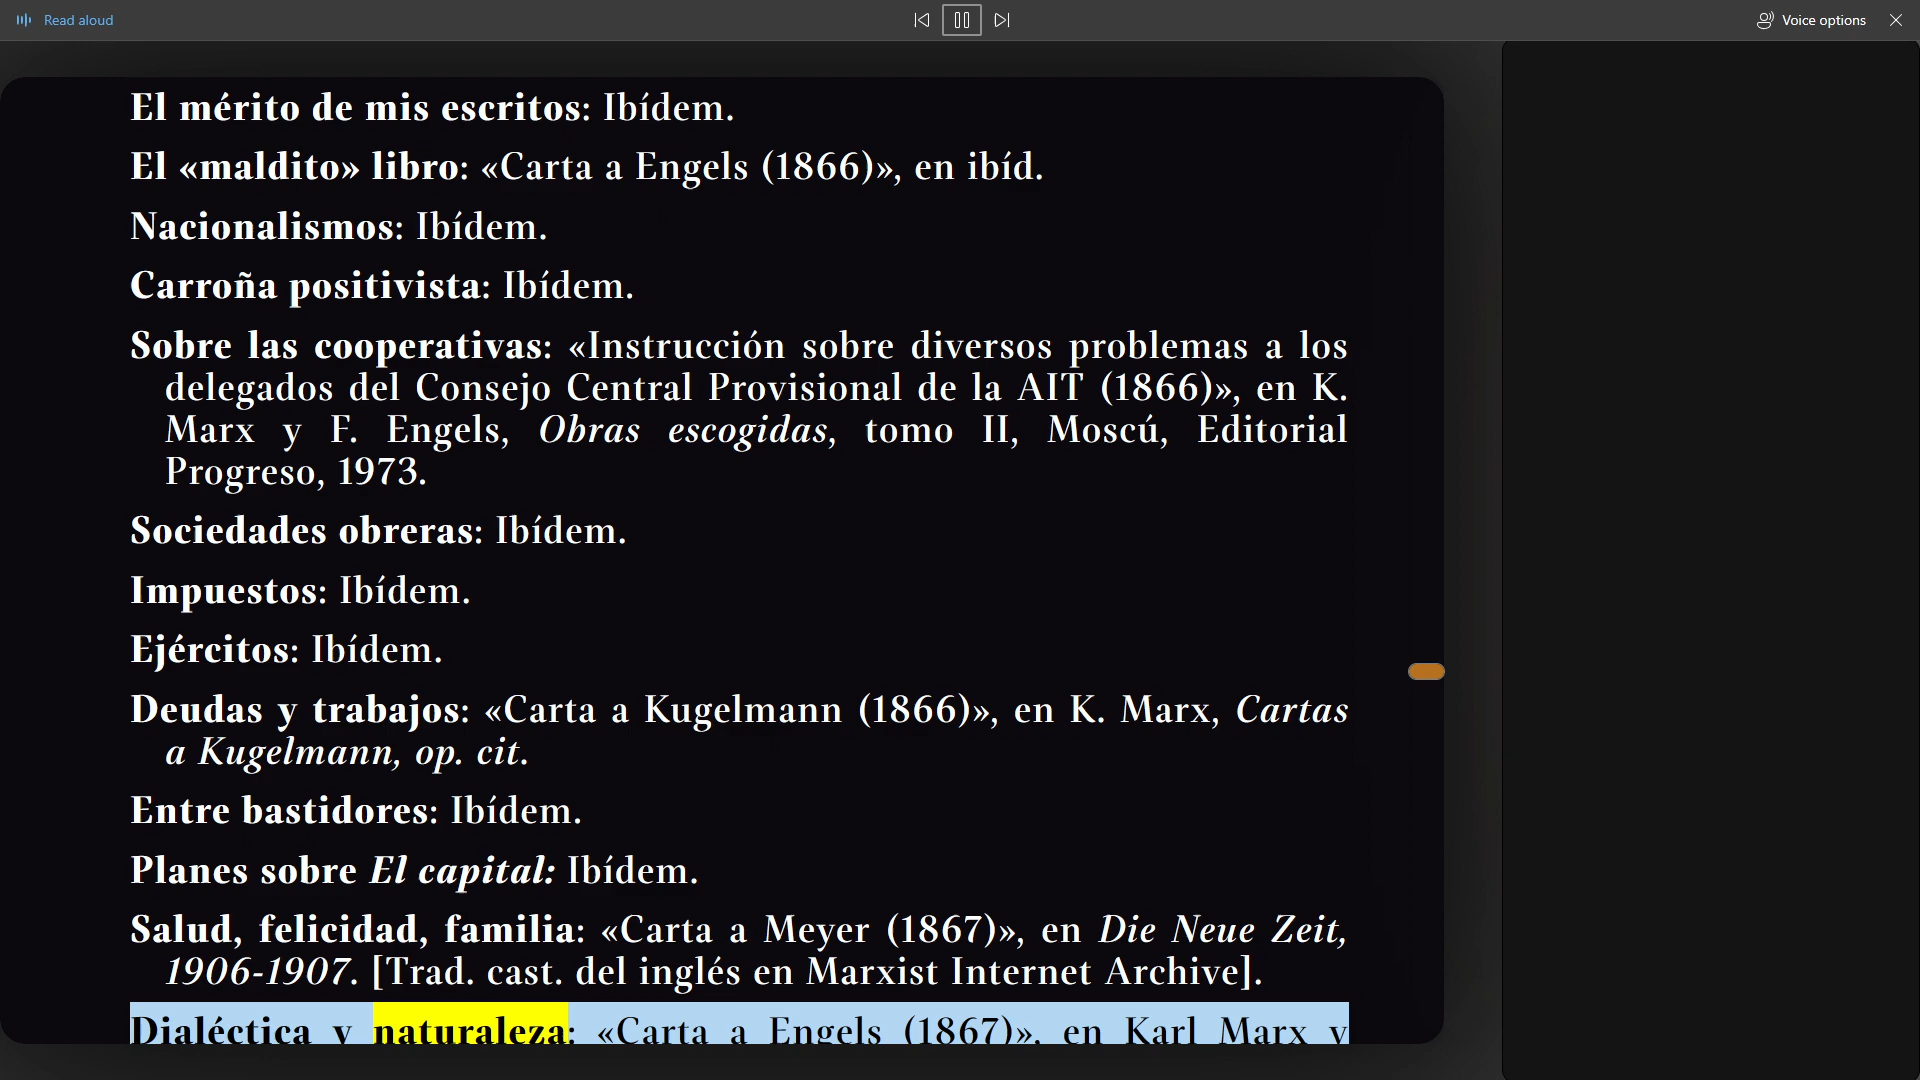 Read aloud
Voice options
El mérito de mis escritos: Ibídem.
El «maldito» libro: «Carta a Engels (1866)», en ibíd.
Nacionalismos: Ibídem.
Carroña positivista: Ibídem.
Sobre las cooperativas: «Instrucción sobre diversos problemas a los
delegados del Consejo Central Provisional de la AIT (1866)», en K.
Marx y F. Engels, Obras escogidas, tomo II, Moscú, Editorial
Progreso, 1973.
Sociedades obreras: Ibídem.
Impuestos: Ibídem.
Ejércitos: Ibídem.
Deudas y trabajos: «Carta a Kugelmann (1866)», en K. Marx, Cartas
a Kugelmann, op. cit.
Entre bastidores: Ibídem.
Planes sobre El capital: Ibídem.
Salud, felicidad, familia: «Carta a Meyer (1867)», en Die Neue Zeit,
1906-1907. [Trad. cast. del inglés en Marxist Internet Archive].
Dialéctica y naturaleza: «Carta a Engels (1867)», en Karl Marx y